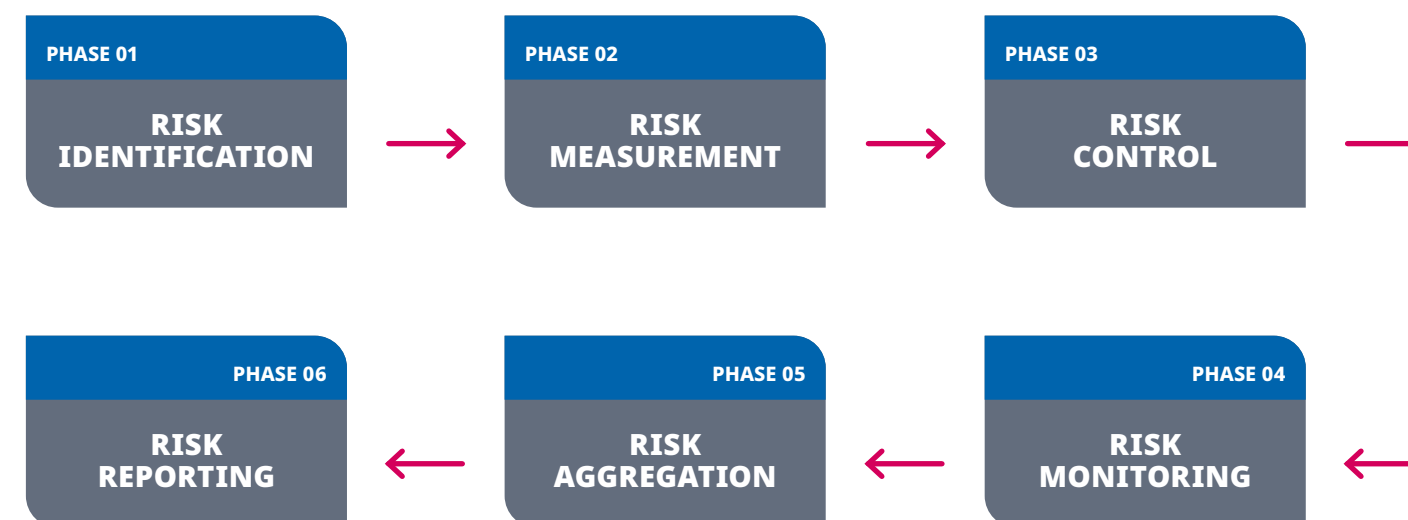 PHASE 01
RISK
IDENTIFICATION
PHASE 02
RISK
MEASUREMENT
PHASE 03
RISK
CONTROL
PHASE 04
RISK
MONITORING
PHASE 05
RISK
AGGREGATION
PHASE 06
RISK
REPORTING